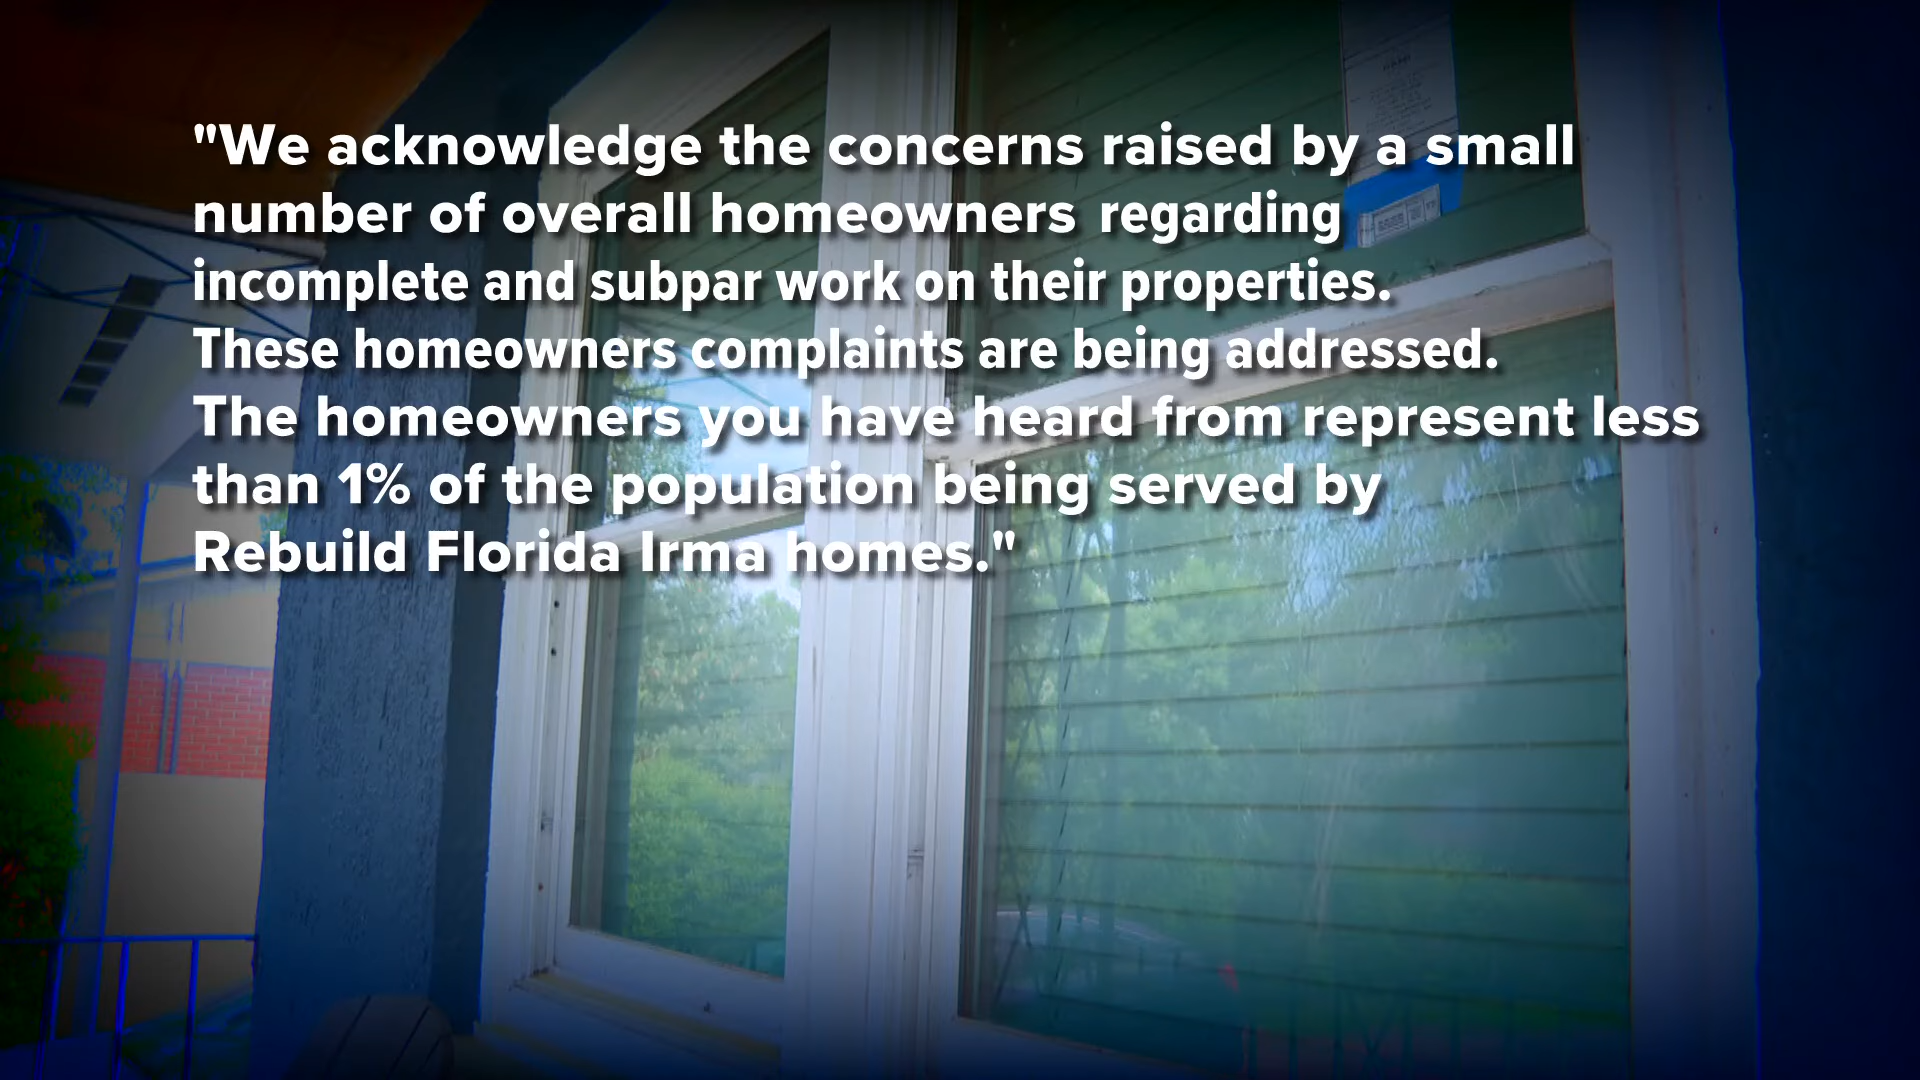 "We acknowledge the concerns raised by a small
number of overall homeowners regarding
incomplete and subpar work on their properties.
These homeowners complaints are being addressed.
The homeowners you have heard from represent less
than 1% of the population being served by
Rebuild Florida Irma homes."